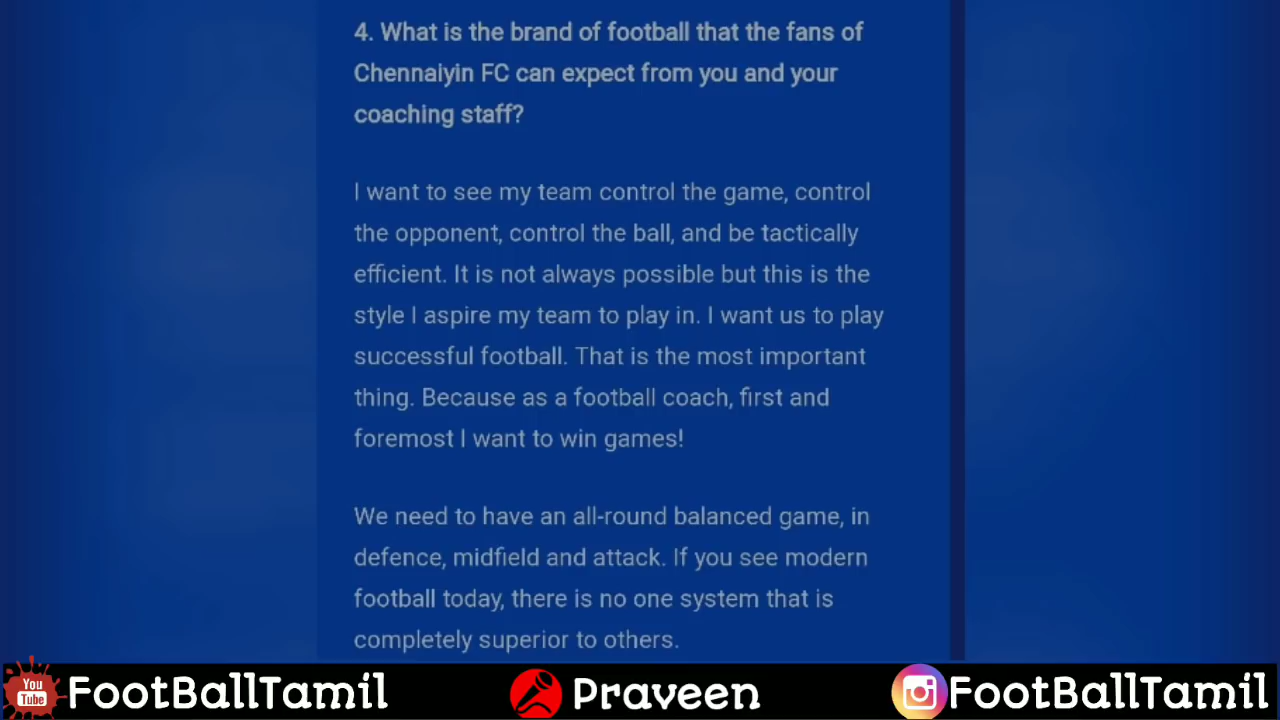 4. What is the brand of football that the fans of
Chennaiyin FC can expect from you and your
coaching staff?
I want to see my team control the game, control
the opponent, control the ball, and be tactically
efficient. It is not always possible but this is the
style I aspire my team to play in. I want us to play
successful football. That is the most important
thing. Because as a football coach, first and
foremost I want to win games!
We need to have an all-round balanced game, in
defence, midfield and attack. If you see modern
football today, there is no one system that is
completely superior to others.
You Tube FootBallTamil Praveen FootBallTamil